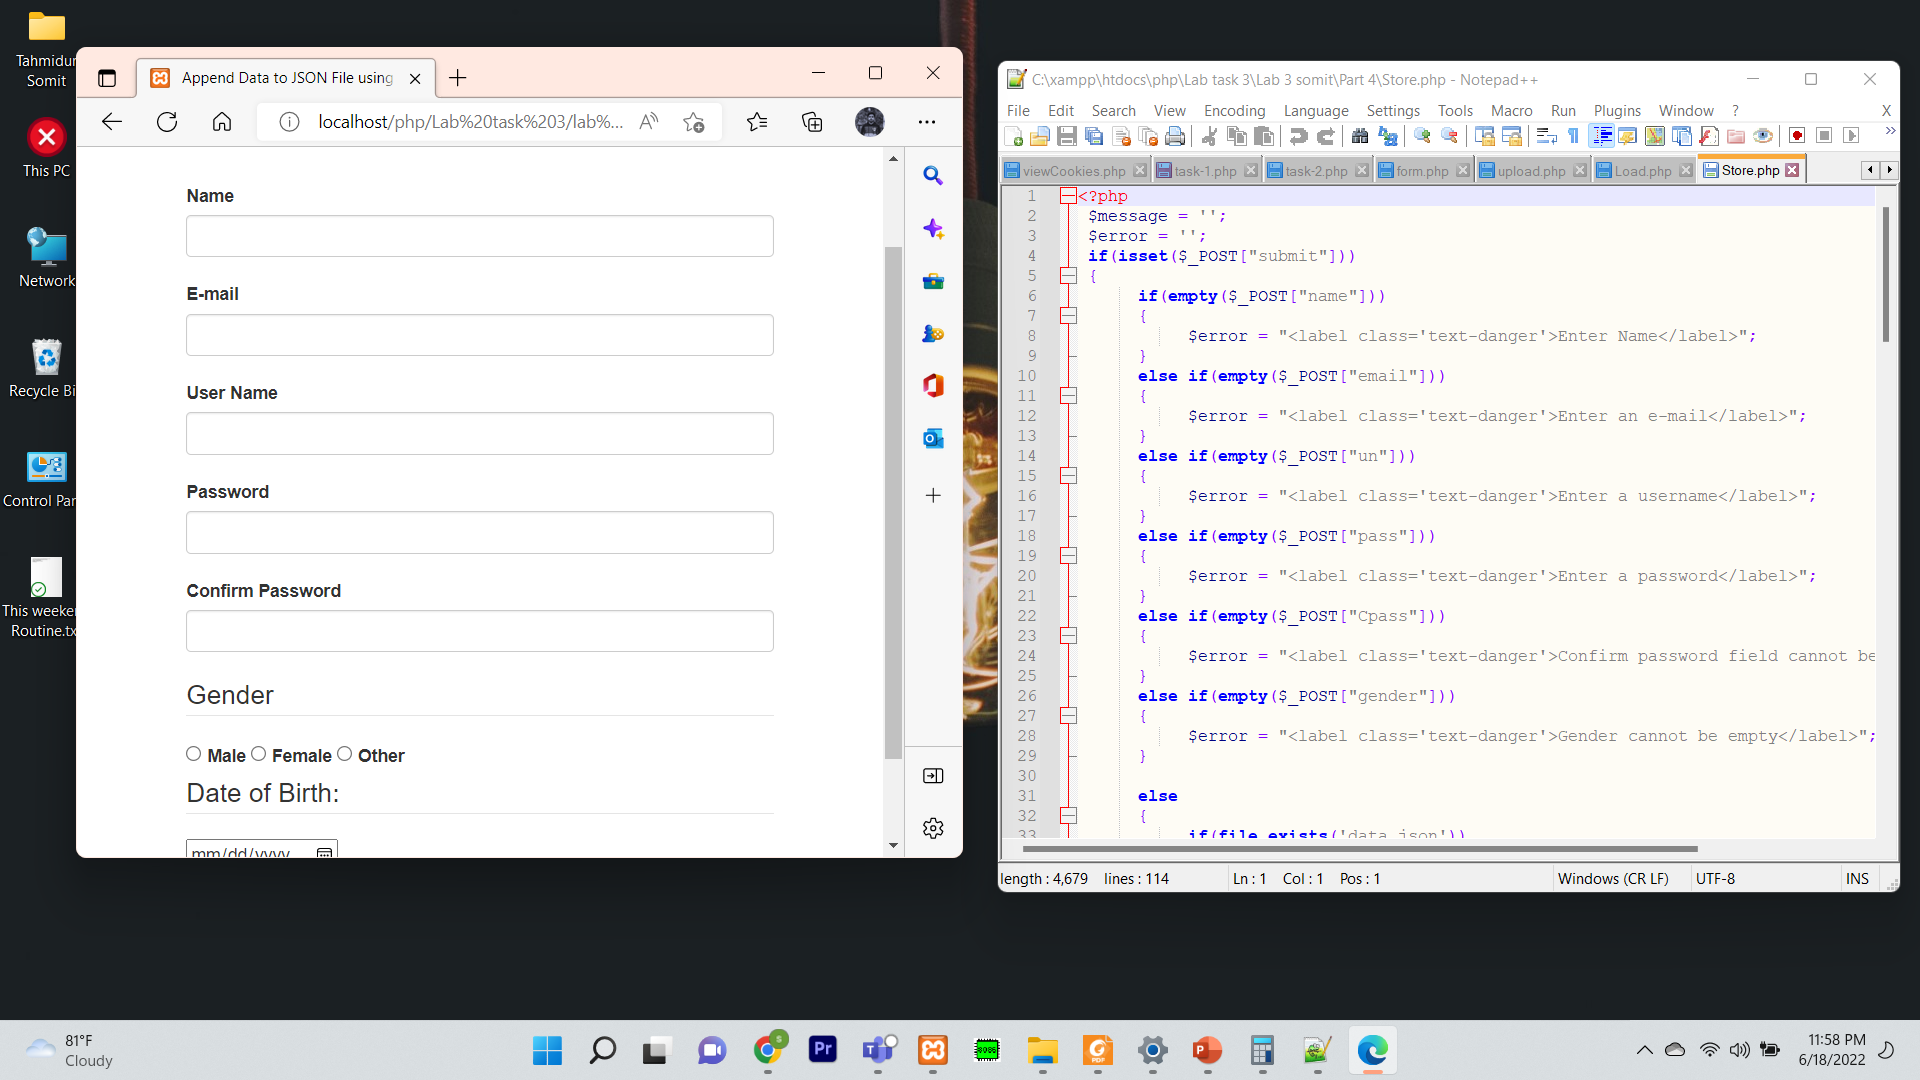 Tahmidur
Somit
This PC
Network
Recycle Bi
Control Par
This weeke
Routine.tx
Append Data to JSON File using
localhost/php/Lab%20task%203/lab%...
Name
E-mail
User Name
Password
Confirm Password
Gender
Male Female Other
Date of Birth:
mm/dd/yyyy
C:\xampp\htdocs\php\Lab task 3\Lab 3 somit\Part 4\Store.php - Notepad++
File Edit Search View Encoding Language Settings Tools Macro Run Plugins Window ? X
viewCookies.php task-1.php task-2.php form.php upload.php Load.php Store.php
1 <?php
2 $message = '';
3 $error = '';
4 if(isset($_POST["submit"]))
5 {
6 if(empty($_POST["name"]))
7 {
8 $error = "<label class='text-danger'>Enter Name</label>";
9 }
10 else if(empty($_POST["email"]))
11 {
12 $error = "<label class='text-danger'>Enter an e-mail</label>";
13 }
14 else if(empty($_POST["un"]))
15 {
16 $error = "<label class='text-danger'>Enter a username</label>";
17 }
18 else if(empty($_POST["pass"]))
19 {
20 $error = "<label class='text-danger'>Enter a password</label>";
21 }
22 else if(empty($_POST["Cpass"]))
23 {
24 $error = "<label class='text-danger'>Confirm password field cannot be
25 }
26 else if(empty($_POST["gender"]))
27 {
28 $error = "<label class='text-danger'>Gender cannot be empty</label>";
29 }
30
31 else
32 {
33 if(file_exists('data.json'))
length : 4,679 lines : 114 Ln : 1 Col : 1 Pos : 1 Windows (CR LF) UTF-8 INS
81°F
Cloudy
11:58 PM
6/18/2022